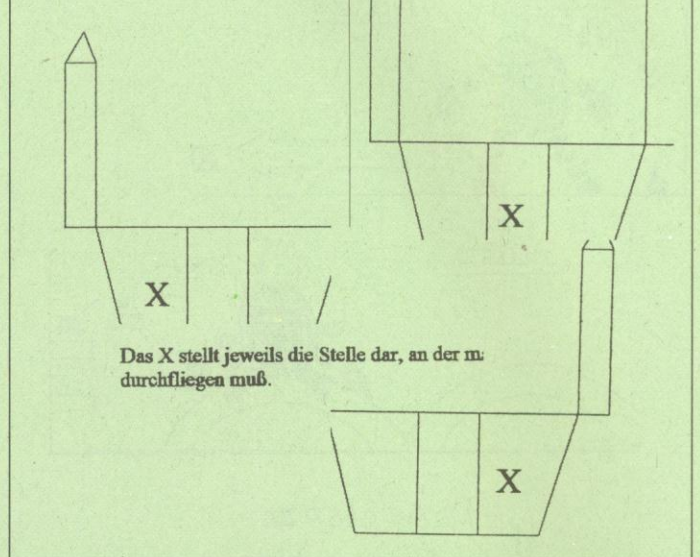 X
X
Das X stellt jeweils die Stelle dar, an der
durchfliegen muß.
X